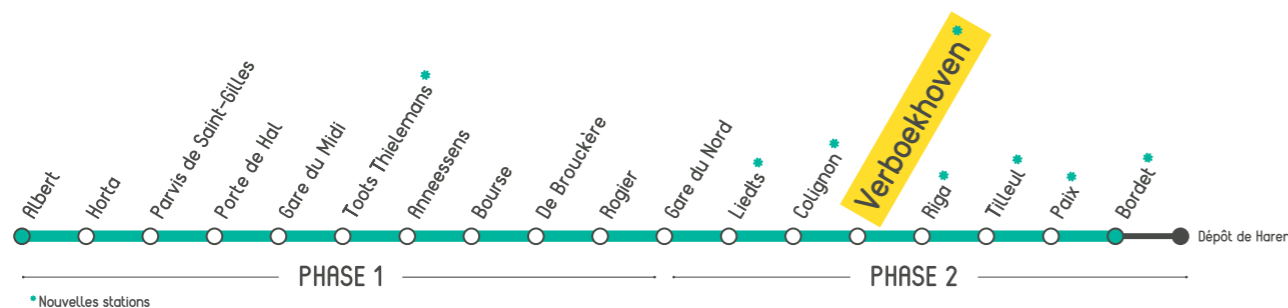 Albert
Horta
Parvis de Saint-Gilles
Porte de Hal
Gare du Midi
Toots Thielemans*
Anneessens
Bourse
De Brouckère
Rogier
Gare du Nord
Liedts*
Colignon*
Verboekhoven*
Riga*
Tilleul*
Paix*
Bordet*
Dépôt de Haren
PHASE 1
PHASE 2
* Nouvelles stations